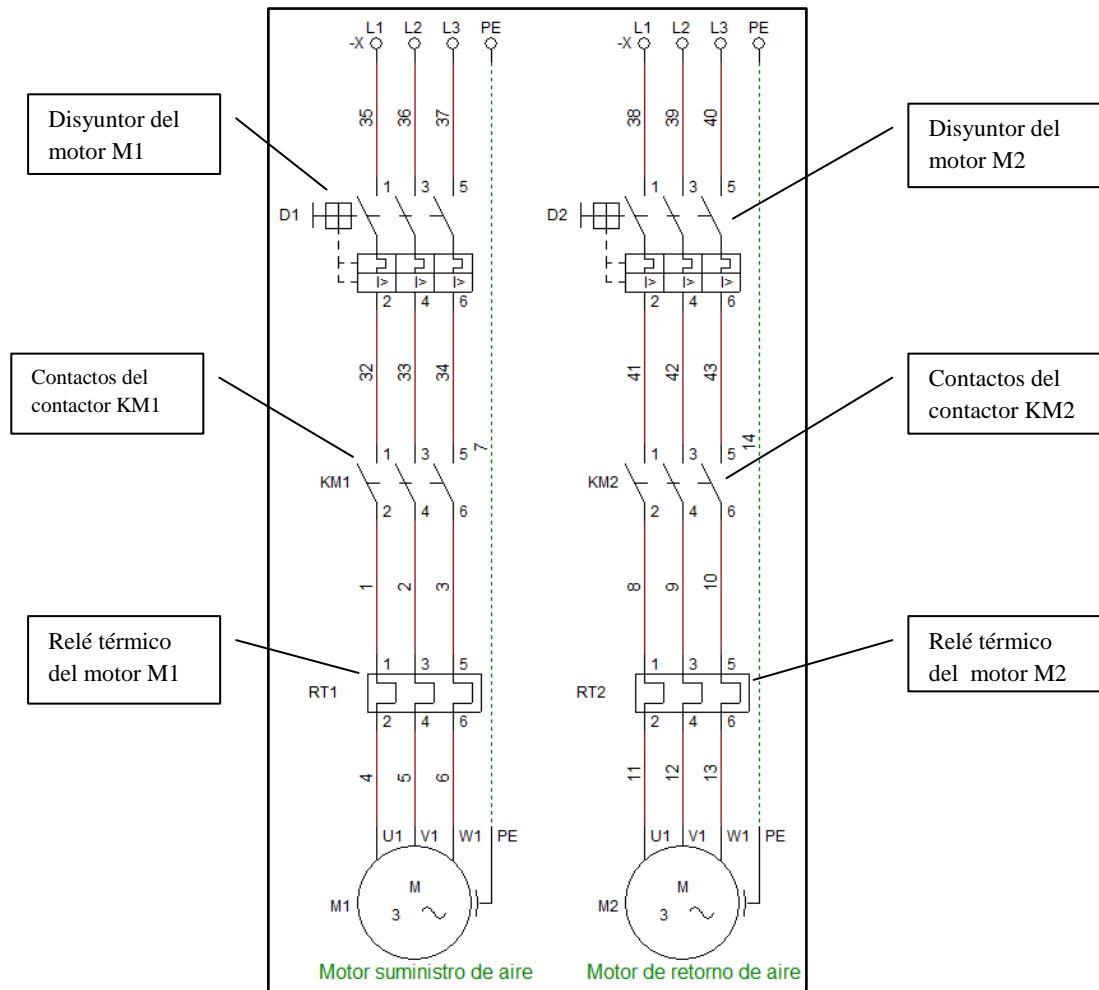 L1 L2 L3 PE
-X
L1 L2 L3 PE
-X
35 36 37
38 39 40
Disyuntor del
motor M1
Disyuntor del
motor M2
1 3 5
D1
I> I> I>
2 4 6
1 3 5
D2
I> I> I>
2 4 6
32 33 34
41 42 43
Contactos del
contactor KM1
Contactos del
contactor KM2
1 3 5 7
KM1
2 4 6
1 3 5 14
KM2
2 4 6
1 2 3
8 9 10
Relé térmico
del motor M1
Relé térmico
del motor M2
1 3 5
RT1
2 4 6
1 3 5
RT2
2 4 6
4 5 6
11 12 13
U1 V1 W1 PE
M
M1 3
U1 V1 W1 PE
M
M2 3
Motor suministro de aire
Motor de retorno de aire